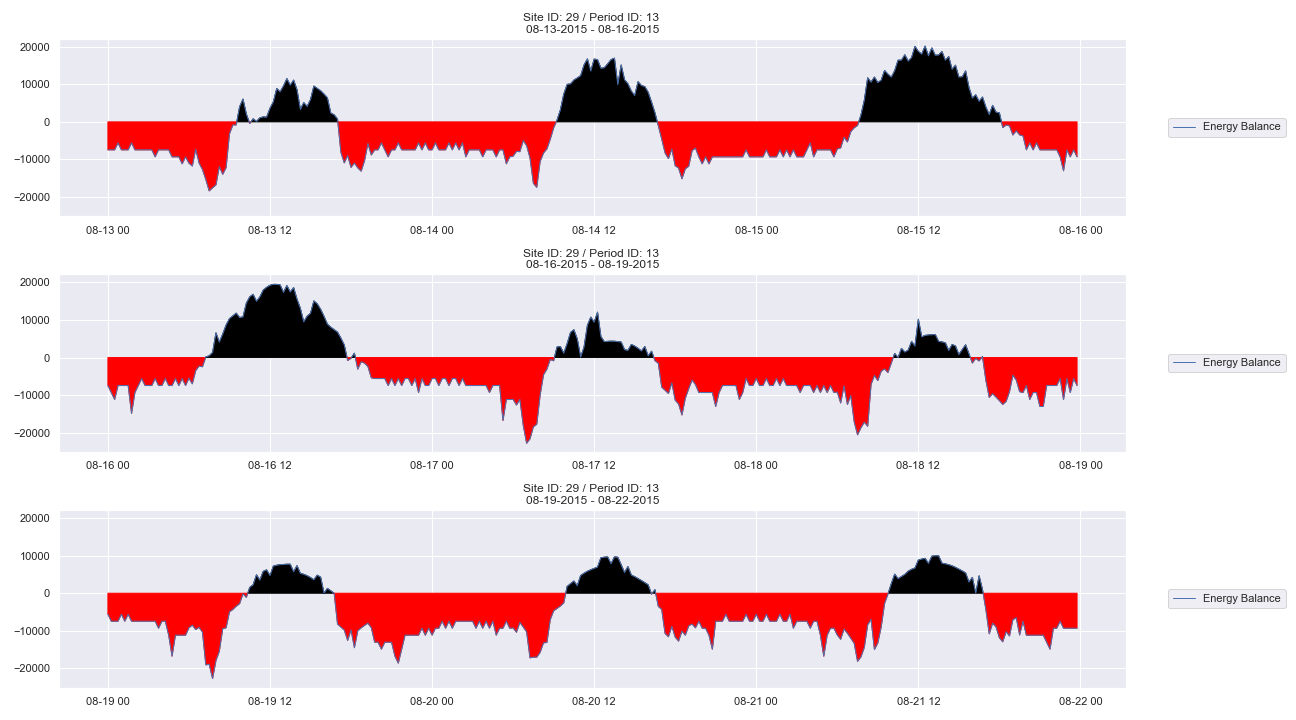 Site ID: 29 / Period ID: 13
08-13-2015 - 08-16-2015
20000
10000
0
−10000
−20000
08-13 00 08-13 12 08-14 00 08-14 12 08-15 00 08-15 12 08-16 00
Energy Balance
Site ID: 29 / Period ID: 13
08-16-2015 - 08-19-2015
20000
10000
0
−10000
−20000
08-16 00 08-16 12 08-17 00 08-17 12 08-18 00 08-18 12 08-19 00
Energy Balance
Site ID: 29 / Period ID: 13
08-19-2015 - 08-22-2015
20000
10000
0
−10000
−20000
08-19 00 08-19 12 08-20 00 08-20 12 08-21 00 08-21 12 08-22 00
Energy Balance